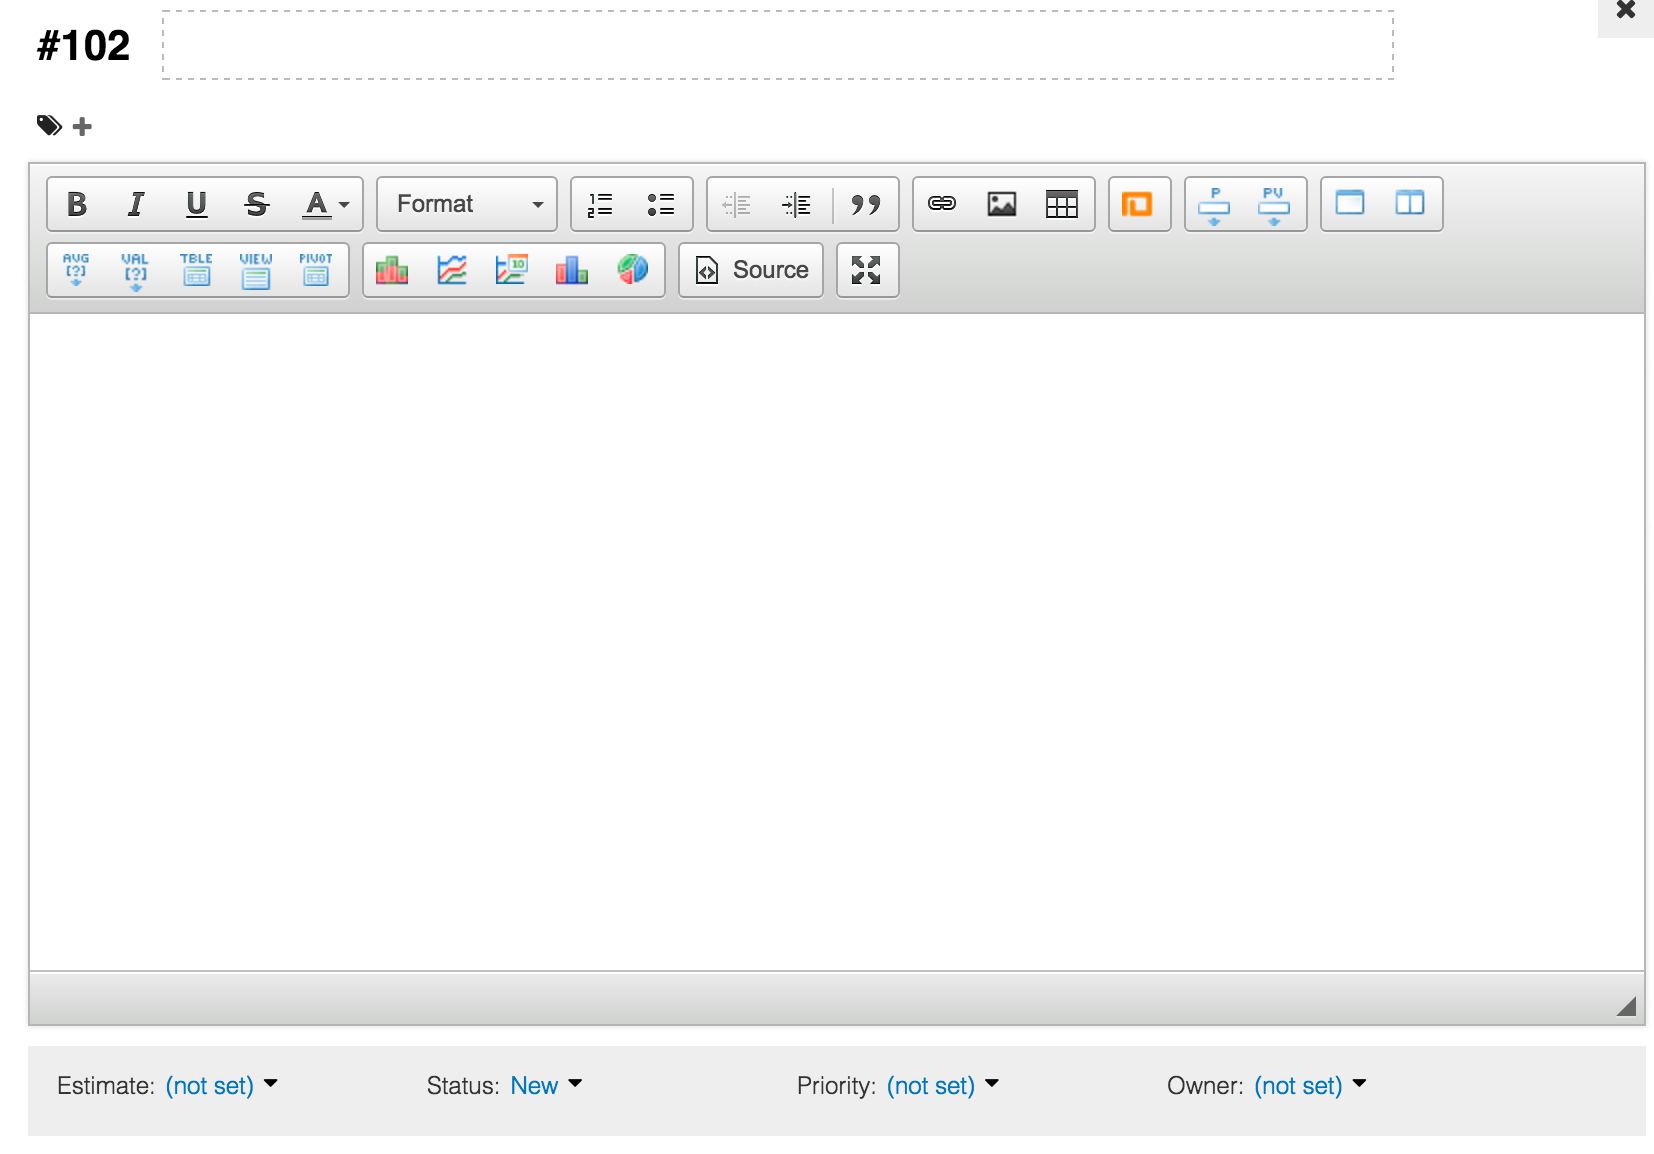 #102
B I U S A Format P PV
AVG [?] VAL [?] TBLE VIEW PIVOT 10 Source
Estimate: (not set) Status: New Priority: (not set) Owner: (not set)